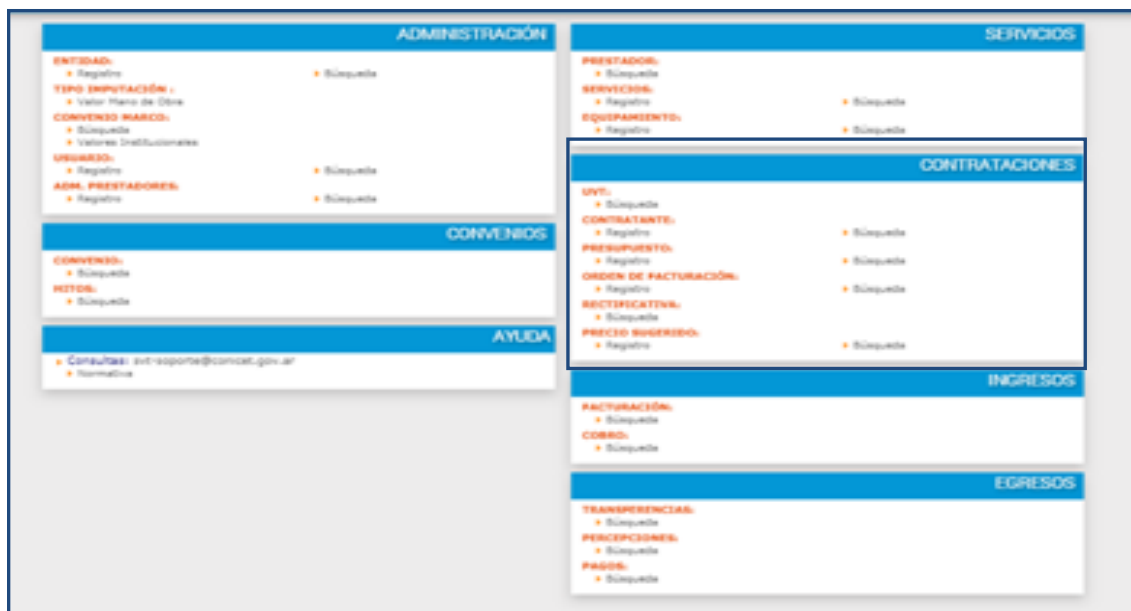 ADMINISTRACIÓN
ENTIDAD:
Registro
Búsqueda
TIPO IMPUTACIÓN :
Valor Mano de Obra
CONVENIO MARCO:
Búsqueda
Valores Institucionales
USUARIO:
Registro
Búsqueda
ADM. PRESTADORES:
Registro
Búsqueda
CONVENIOS
CONVENIO:
Búsqueda
HITOS:
Búsqueda
AYUDA
Consultas: svt-soporte@conicet.gov.ar
Normativa
SERVICIOS
PRESTADOR:
Búsqueda
SERVICIOS:
Registro
Búsqueda
EQUIPAMIENTO:
Registro
Búsqueda
CONTRATACIONES
UVT:
Búsqueda
CONTRATANTE:
Registro
Búsqueda
PRESUPUESTO:
Registro
Búsqueda
ORDEN DE FACTURACIÓN:
Registro
Búsqueda
RECTIFICATIVA:
Búsqueda
PRECIO SUGERIDO:
Registro
Búsqueda
INGRESOS
FACTURACIÓN:
Búsqueda
COBRO:
Búsqueda
EGRESOS
TRANSFERENCIAS:
Búsqueda
PERCEPCIONES:
Búsqueda
PAGOS:
Búsqueda